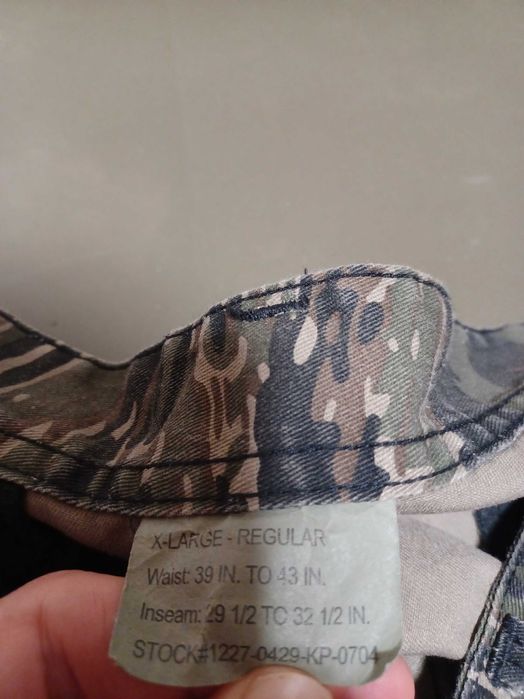 X-LARGE - REGULAR
Waist: 39 IN. TO 43 IN.
Inseam: 29 1/2 TO 32 1/2 IN.
STOCK#1227-0429-KP-0704